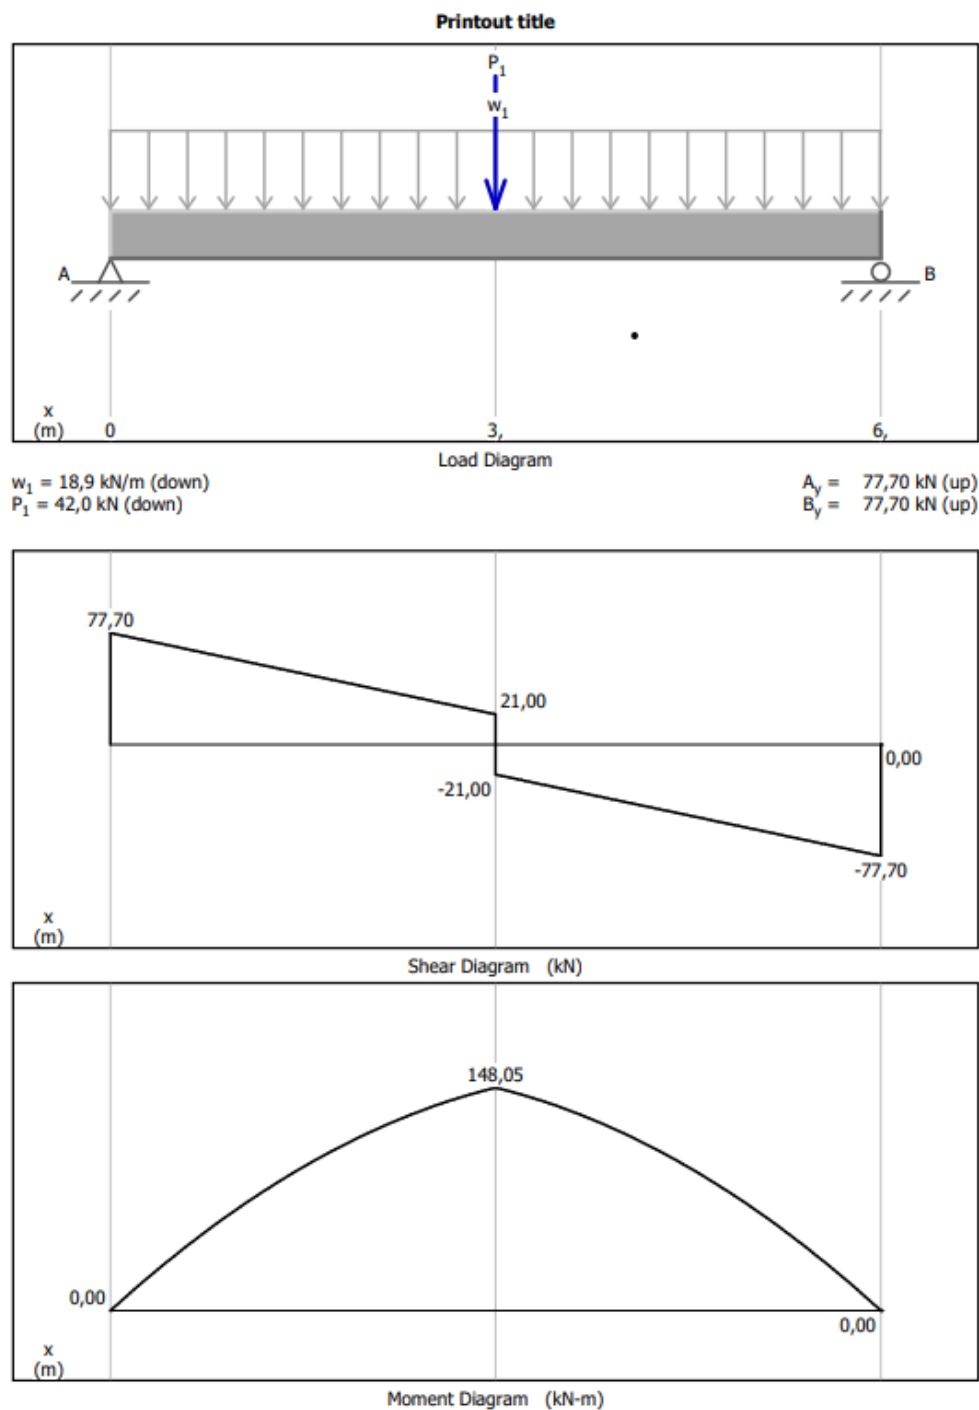 Printout title
P1
w1
A B
x
(m) 0 3, 6,
Load Diagram
w1 = 18,9 kN/m (down) Ay = 77,70 kN (up)
P1 = 42,0 kN (down) By = 77,70 kN (up)
77,70
21,00
0,00
-21,00
-77,70
x
(m)
Shear Diagram (kN)
148,05
0,00
0,00
x
(m)
Moment Diagram (kN-m)